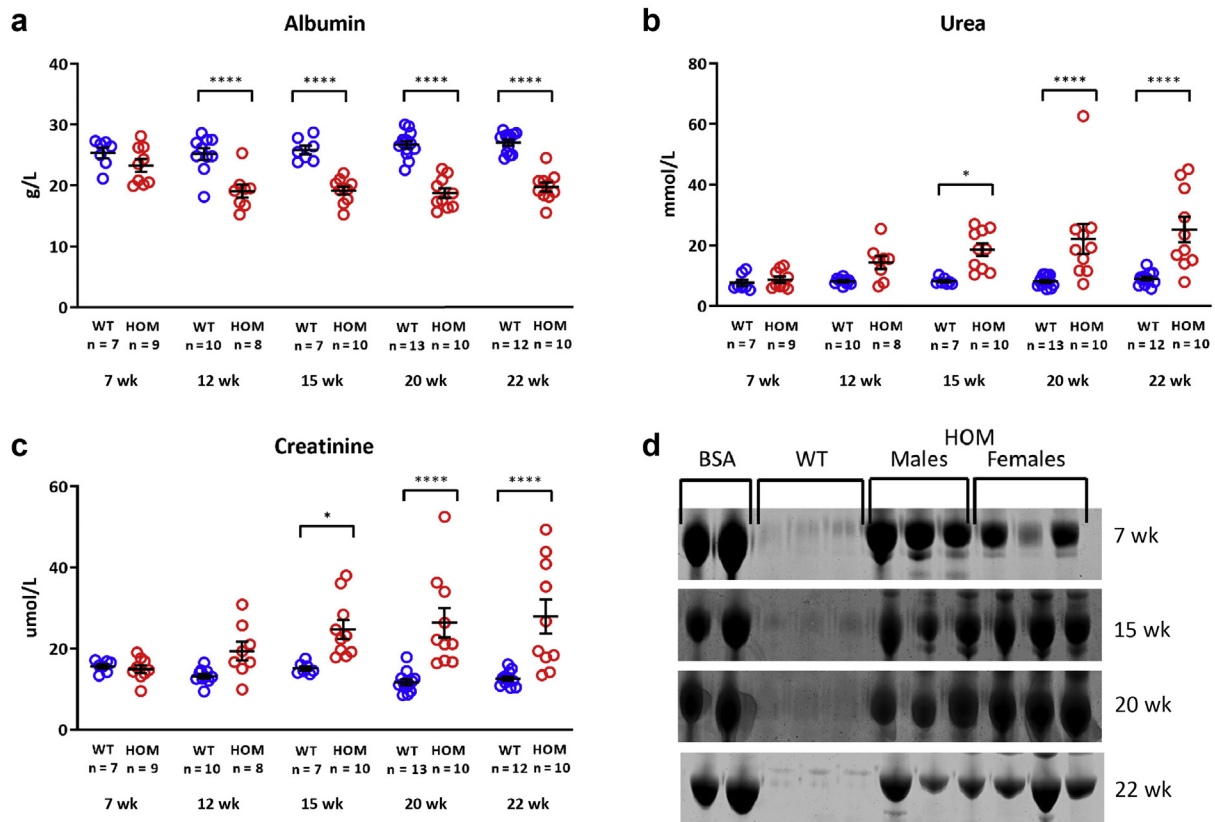 a
Albumin
40
30
20
10
0
g/L
**** **** **** ****
WT HOM WT HOM WT HOM WT HOM WT HOM
n = 7 n = 9 n = 10 n = 8 n = 7 n = 10 n = 13 n = 10 n = 12 n = 10
7 wk 12 wk 15 wk 20 wk 22 wk
b
Urea
80
60
40
20
0
mmol/L
* **** ****
WT HOM WT HOM WT HOM WT HOM WT HOM
n = 7 n = 9 n = 10 n = 8 n = 7 n = 10 n = 13 n = 10 n = 12 n = 10
7 wk 12 wk 15 wk 20 wk 22 wk
c
Creatinine
60
40
20
0
umol/L
* **** ****
WT HOM WT HOM WT HOM WT HOM WT HOM
n = 7 n = 9 n = 10 n = 8 n = 7 n = 10 n = 13 n = 10 n = 12 n = 10
7 wk 12 wk 15 wk 20 wk 22 wk
d
HOM
BSA WT Males Females
7 wk
15 wk
20 wk
22 wk